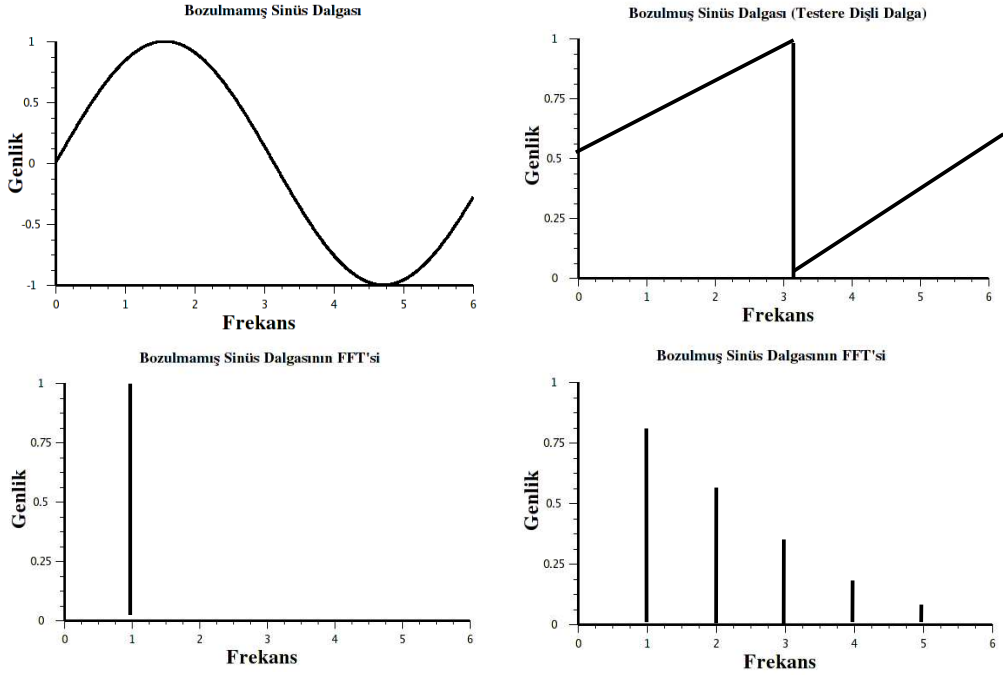 Bozulmamış Sinüs Dalgası
1
0.5
0
-0.5
-1
Genlik
0 1 2 3 4 5 6
Frekans
Bozulmuş Sinüs Dalgası (Testere Dişli Dalga)
1
0.75
0.5
0.25
0
Genlik
0 1 2 3 4 5 6
Frekans
Bozulmamış Sinüs Dalgasının FFT'si
1
0.75
0.5
0.25
0
Genlik
0 1 2 3 4 5 6
Frekans
Bozulmuş Sinüs Dalgasının FFT'si
1
0.75
0.5
0.25
0
Genlik
0 1 2 3 4 5 6
Frekans